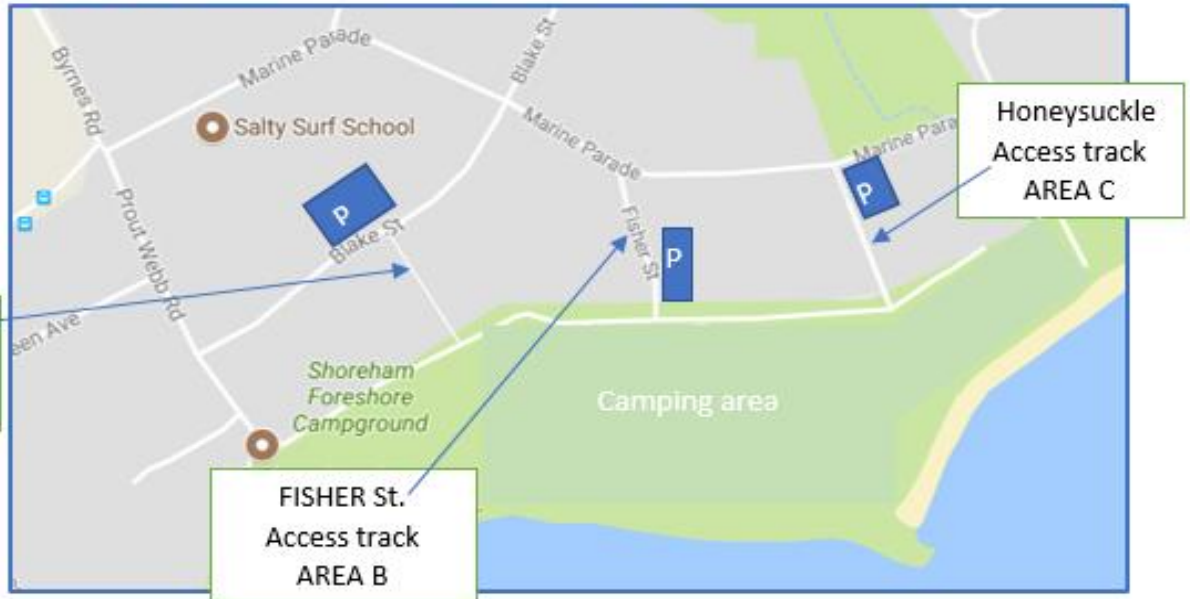 Byrnes Rd
Marine Parade
Blake St
Salty Surf School
Marine Parade
Marine Para
Honeysuckle
Access track
AREA C
P
P
P
Prout Webb Rd
Blake St
Fisher St
een Ave
Shoreham
Foreshore
Campground
Camping area
FISHER St.
Access track
AREA B